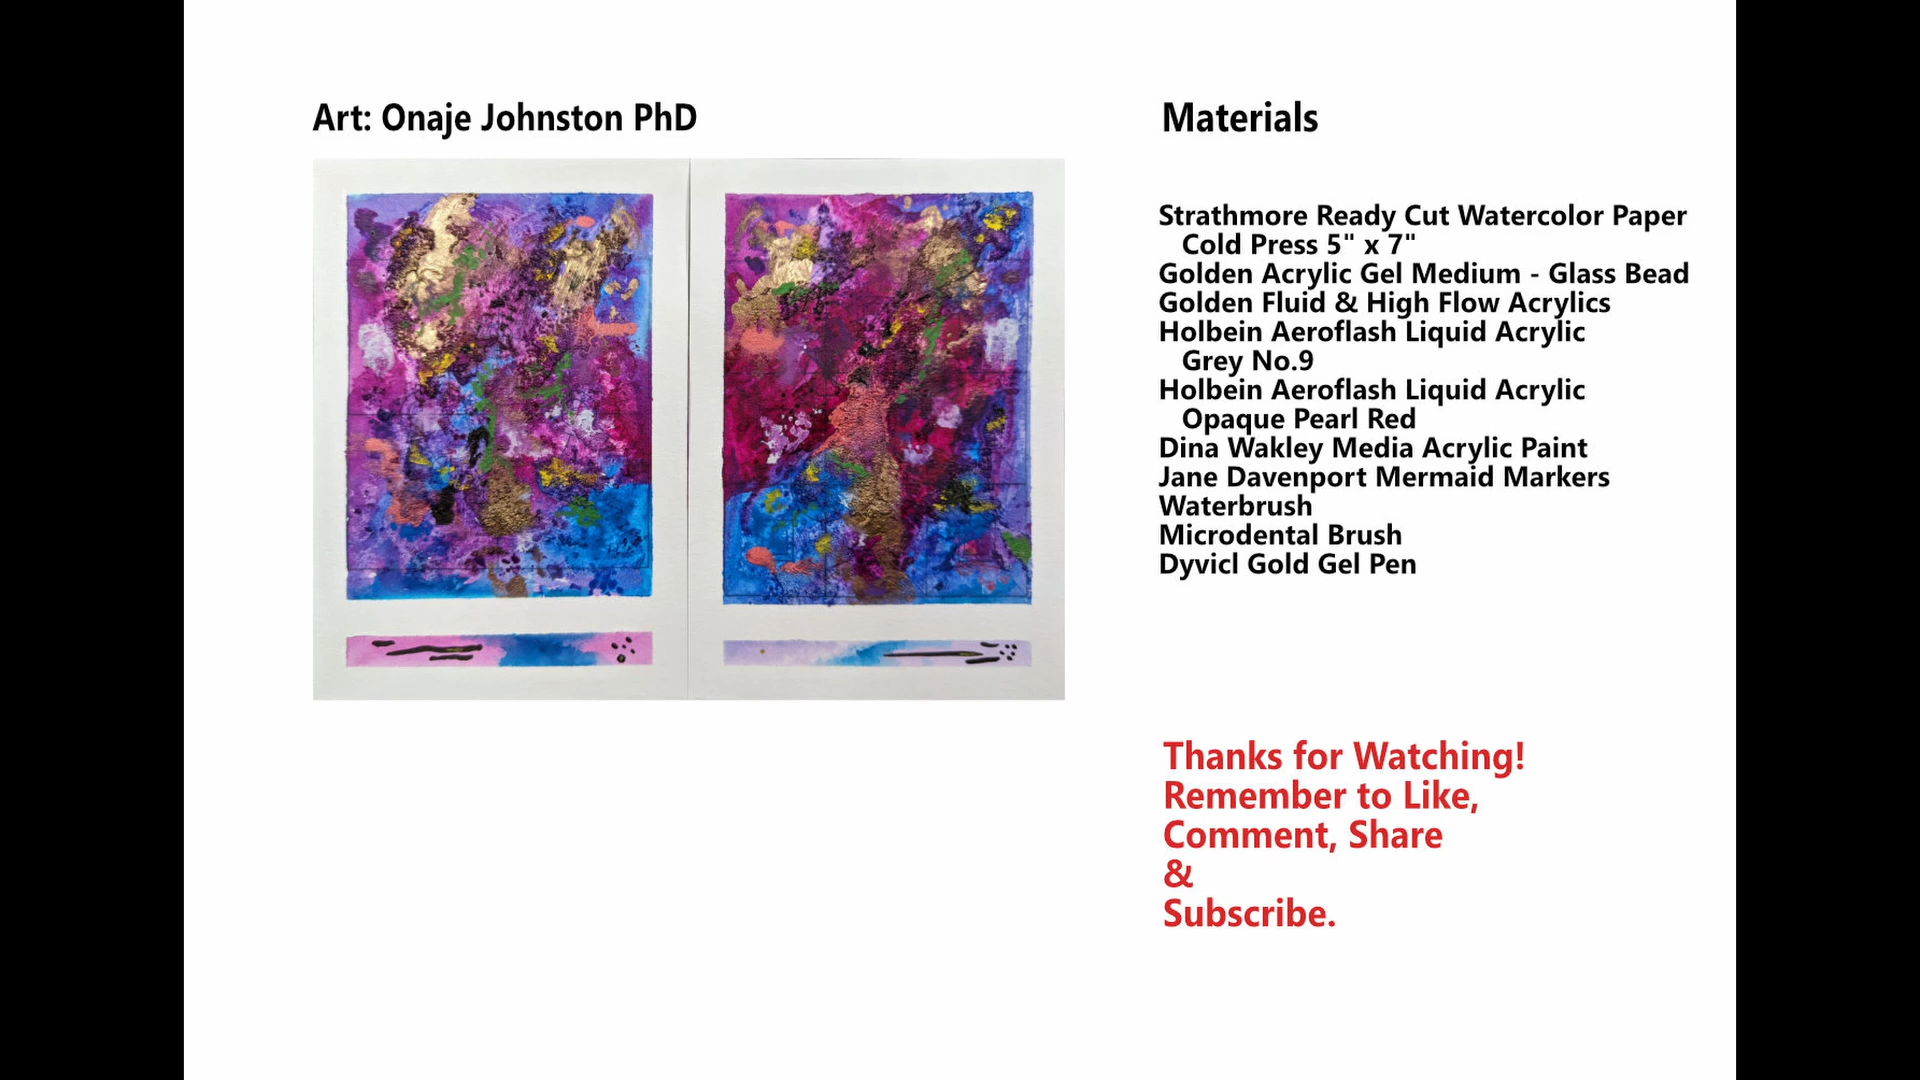 Art: Onaje Johnston PhD
Materials
Strathmore Ready Cut Watercolor Paper
Cold Press 5" x 7"
Golden Acrylic Gel Medium - Glass Bead
Golden Fluid & High Flow Acrylics
Holbein Aeroflash Liquid Acrylic
Grey No.9
Holbein Aeroflash Liquid Acrylic
Opaque Pearl Red
Dina Wakley Media Acrylic Paint
Jane Davenport Mermaid Markers
Waterbrush
Microdental Brush
Dyvicl Gold Gel Pen
Thanks for Watching!
Remember to Like,
Comment, Share
&
Subscribe.